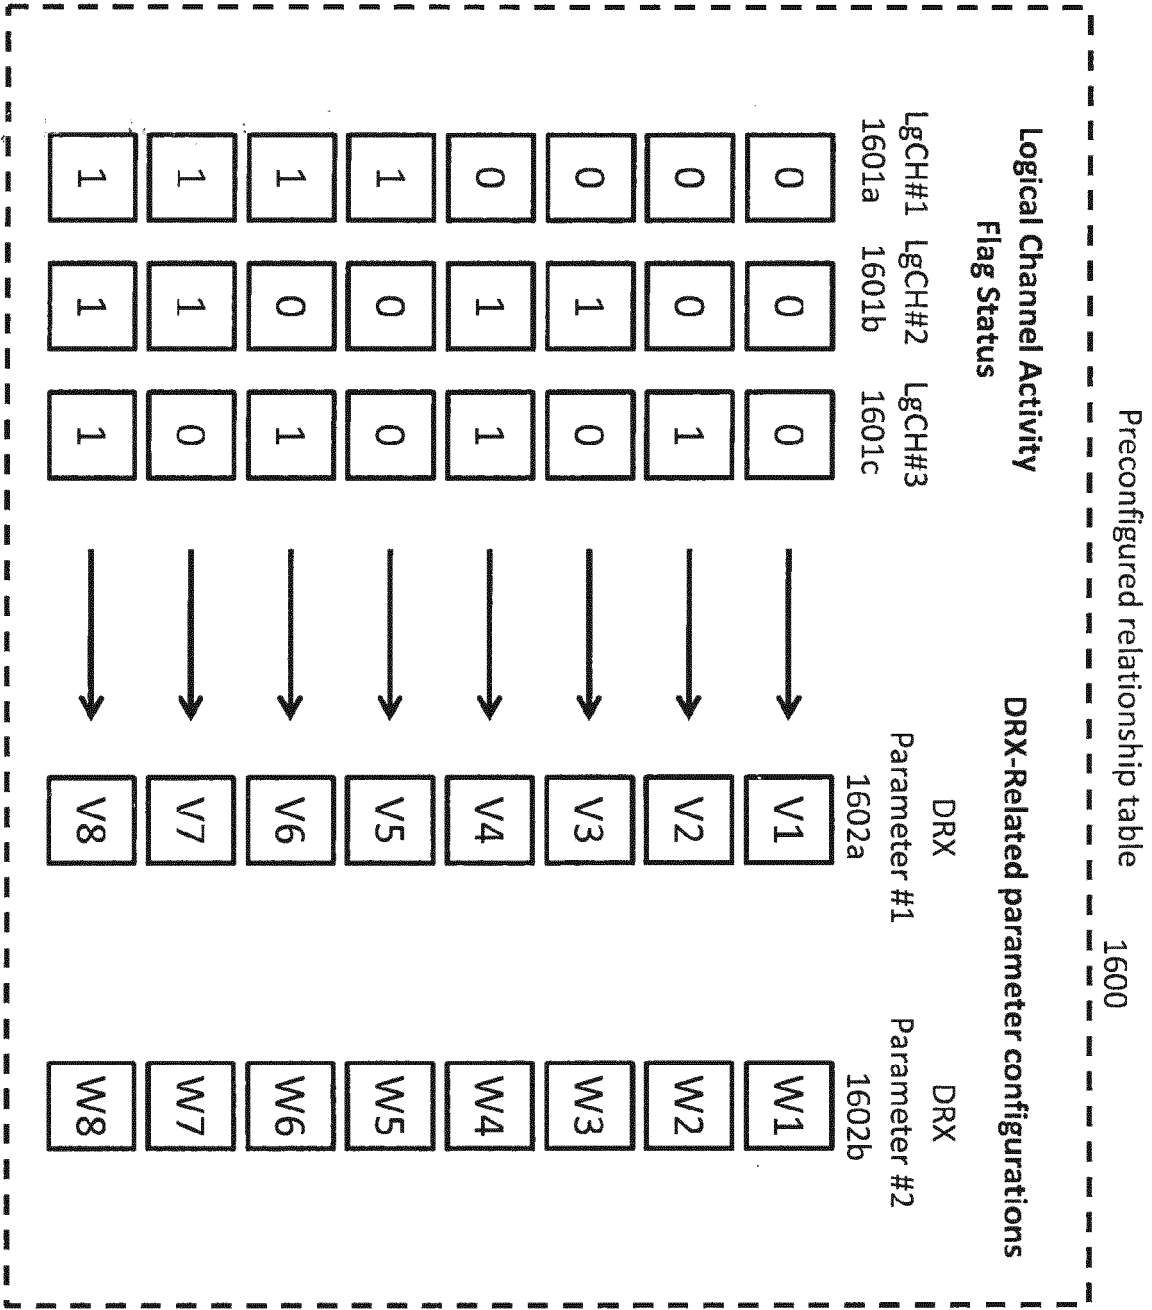 Preconfigured relationship table 1600
Logical Channel Activity
Flag Status
DRX-Related parameter configurations
LgCH#1 LgCH#2 LgCH#3
1601a 1601b 1601c
DRX
Parameter #1
1602a
DRX
Parameter #2
1602b
0 0 0 V1 W1
0 0 1 V2 W2
0 1 0 V3 W3
0 1 1 V4 W4
1 0 0 V5 W5
1 0 1 V6 W6
1 1 0 V7 W7
1 1 1 V8 W8